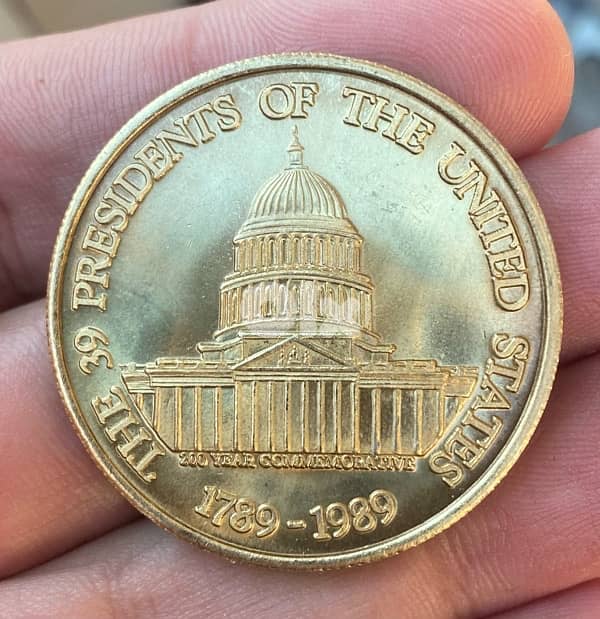 THE 39 PRESIDENTS OF THE UNITED STATES
200 YEAR COMMEMORATIVE
1789-1989